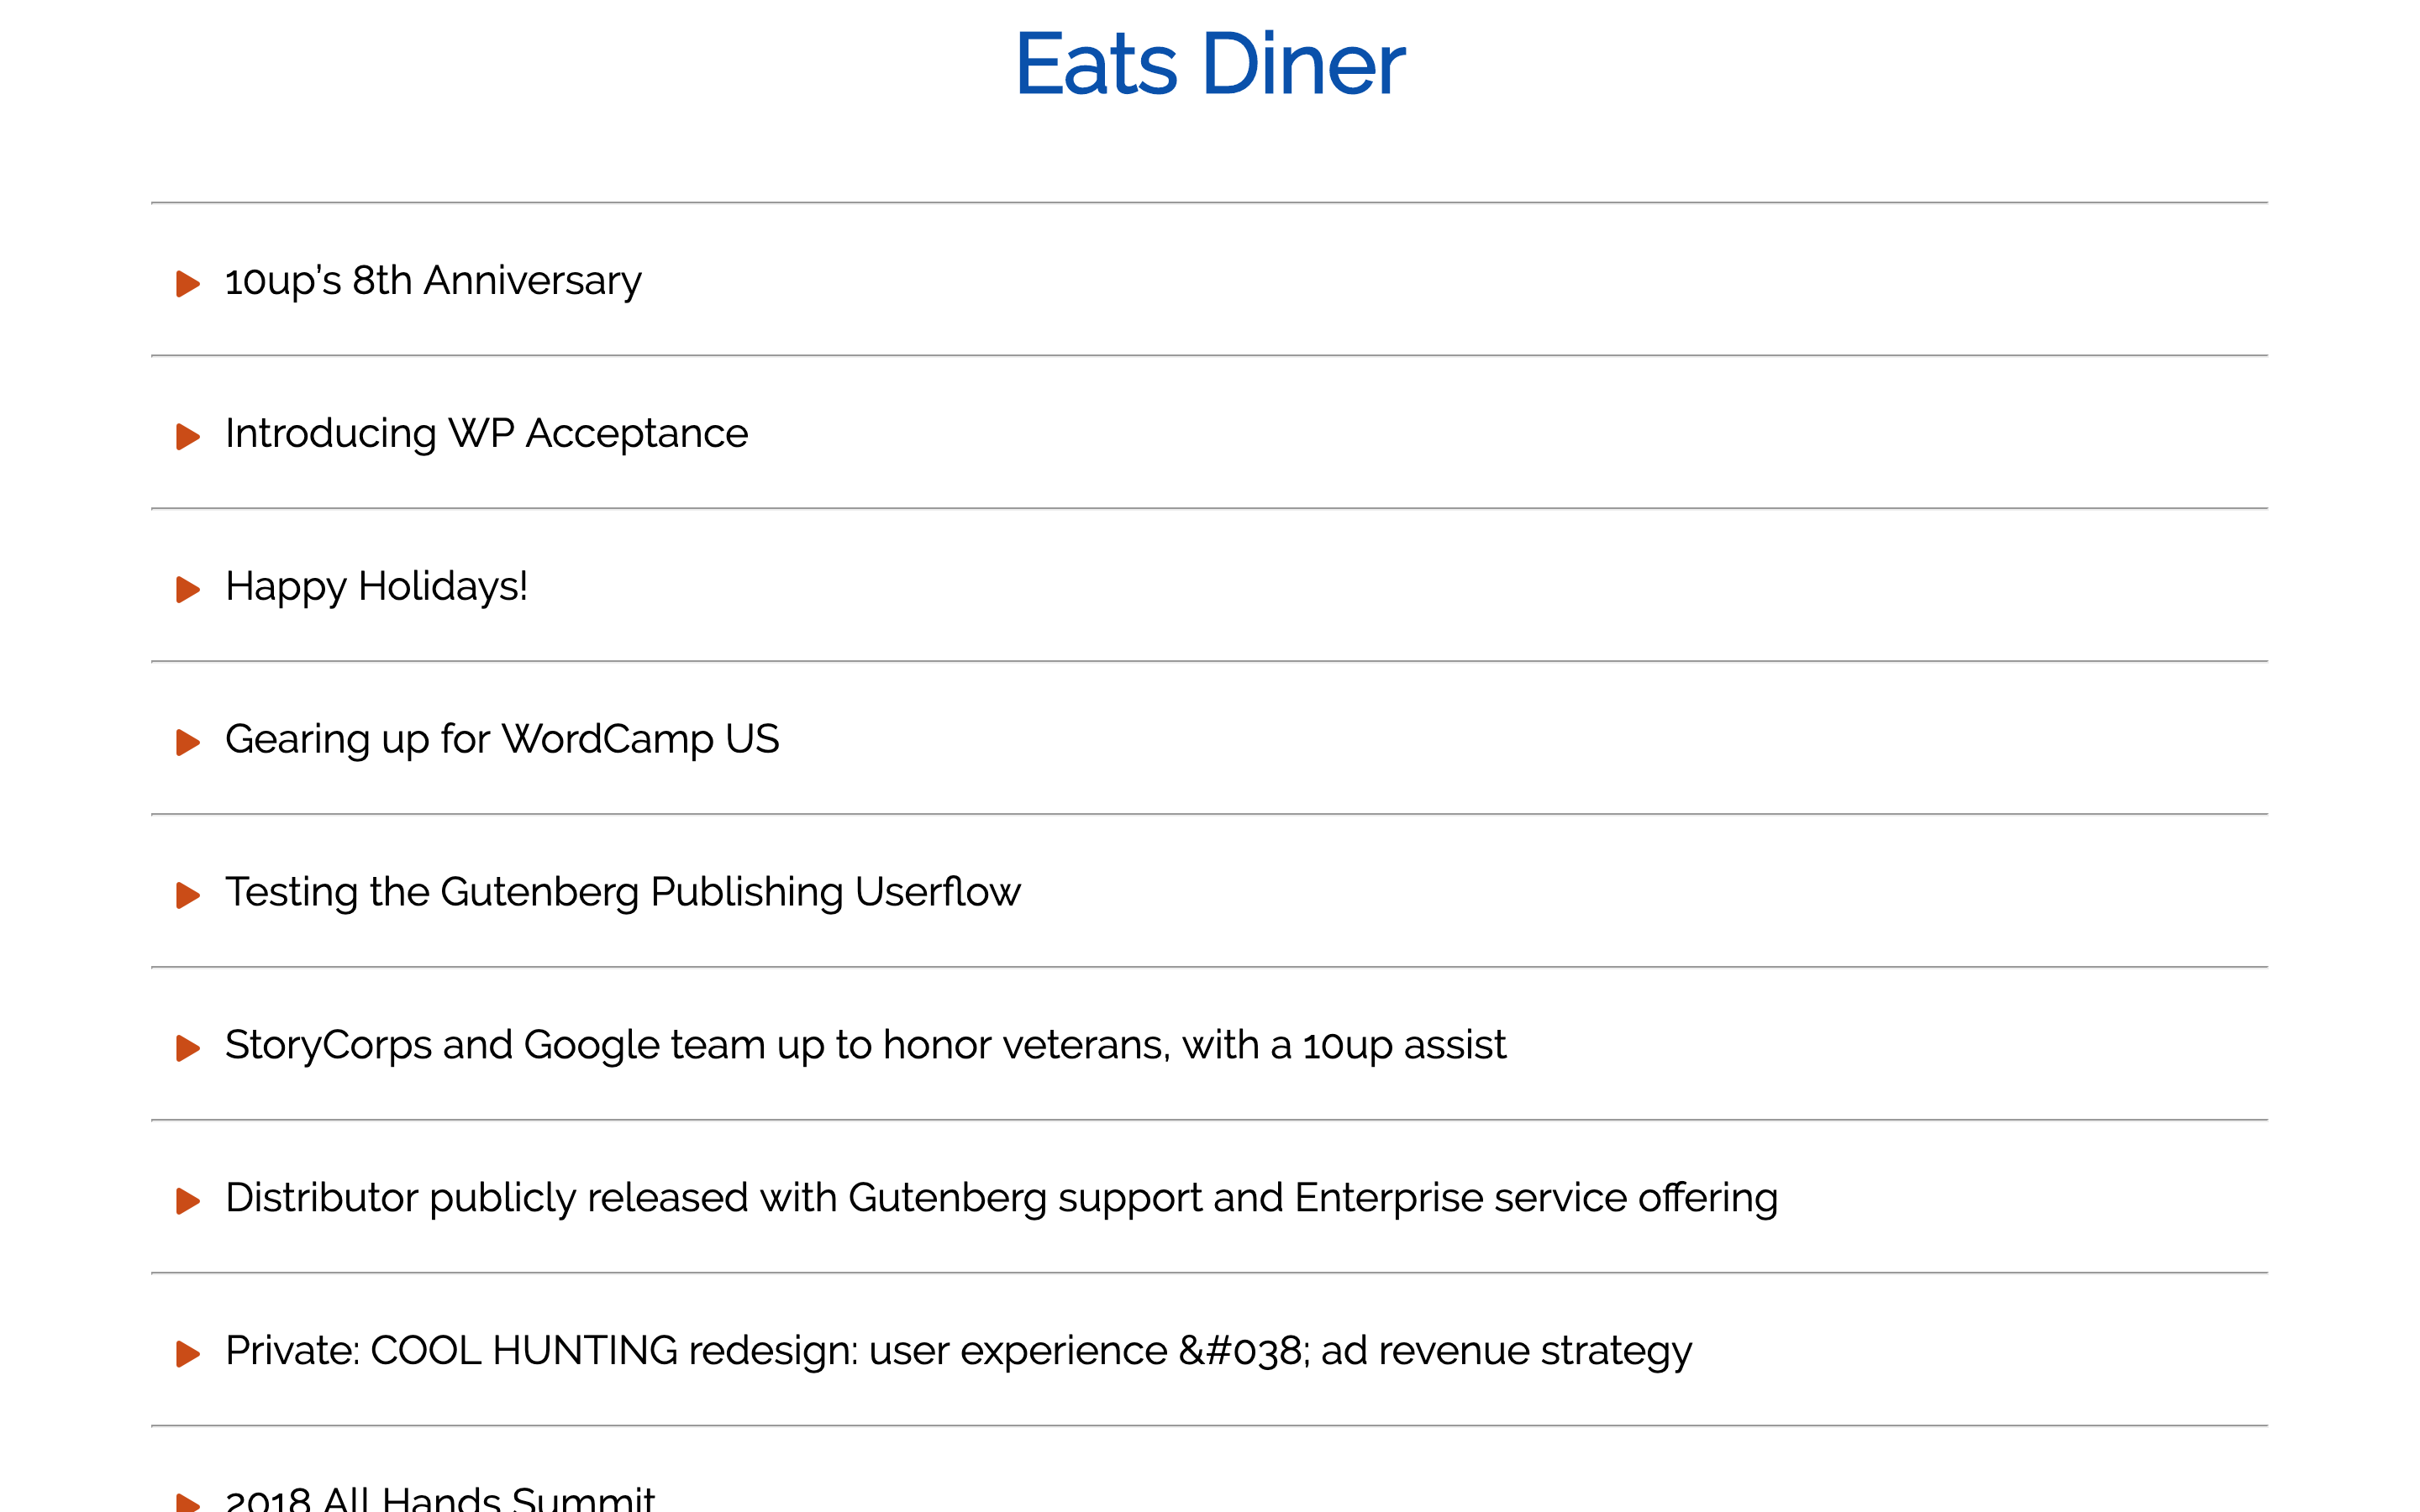 Eats Diner
10up's 8th Anniversary
Introducing WP Acceptance
Happy Holidays!
Gearing up for WordCamp US
Testing the Gutenberg Publishing Userflow
StoryCorps and Google team up to honor veterans, with a 10up assist
Distributor publicly released with Gutenberg support and Enterprise service offering
Private: COOL HUNTING redesign: user experience &#038; ad revenue strategy
2018 All Hands Summit